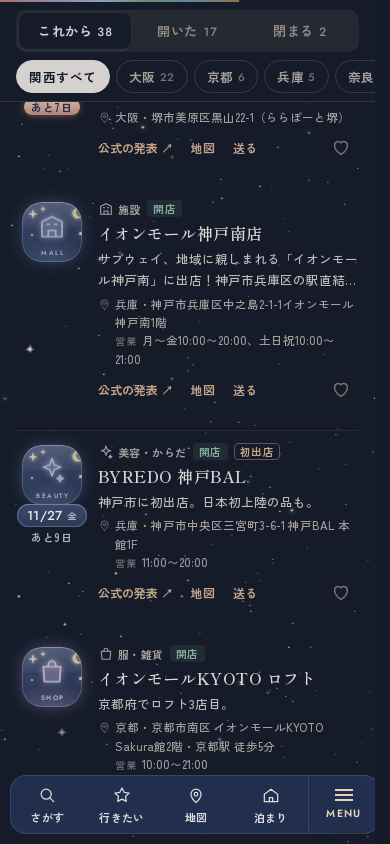 これから 38 開いた 17 閉まる 2
関西すべて 大阪 22 京都 6 兵庫 5 奈良
あと7日
大阪・堺市美原区黒山22-1（ららぽーと堺）
公式の発表 ↗ 地図 送る
施設 開店
イオンモール神戸南店
サブウェイ、地域に親しまれる「イオンモー
ル神戸南」に出店！神戸市兵庫区の駅直結…
MALL
兵庫・神戸市兵庫区中之島2-1-1イオンモール
神戸南1階
営業 月〜金10:00〜20:00、土日祝10:00〜
21:00
公式の発表 ↗ 地図 送る
美容・からだ 開店 初出店
BYREDO 神戸BAL
BEAUTY
神戸市に初出店。日本初上陸の品も。
11/27 金
あと9日
兵庫・神戸市中央区三宮町3-6-1 神戸BAL 本
館1F
営業 11:00〜20:00
公式の発表 ↗ 地図 送る
服・雑貨 開店
イオンモールKYOTO ロフト
SHOP
京都府でロフト3店目。
京都・京都市南区 イオンモールKYOTO
Sakura館2階・京都駅 徒歩5分
営業 10:00〜21:00
さがす 行きたい 地図 泊まり MENU